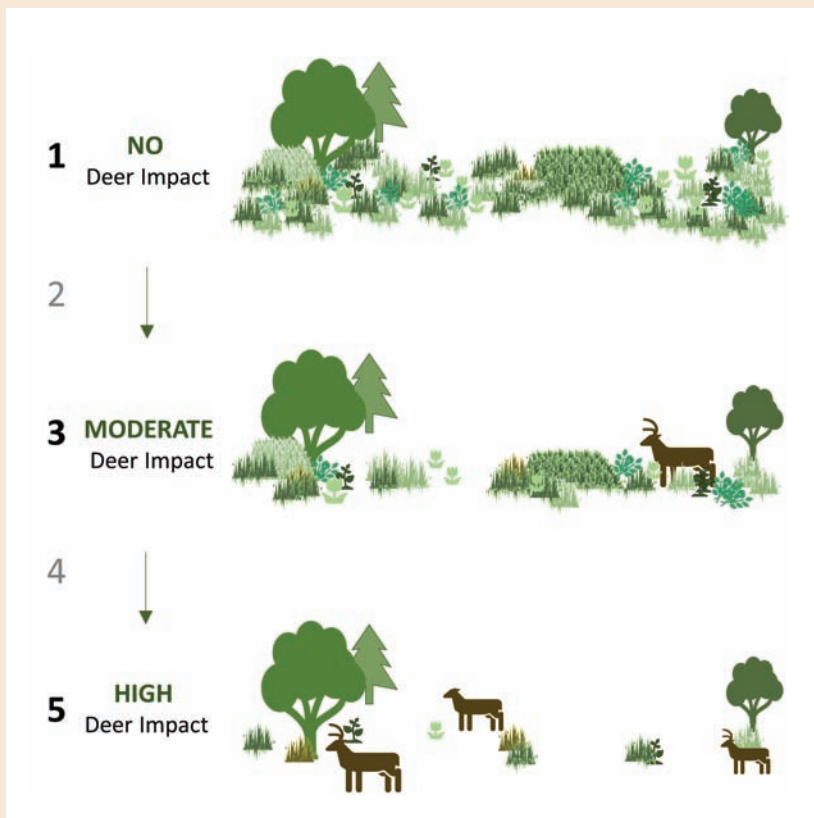 1 NO
Deer Impact
2
3 MODERATE
Deer Impact
4
5 HIGH
Deer Impact